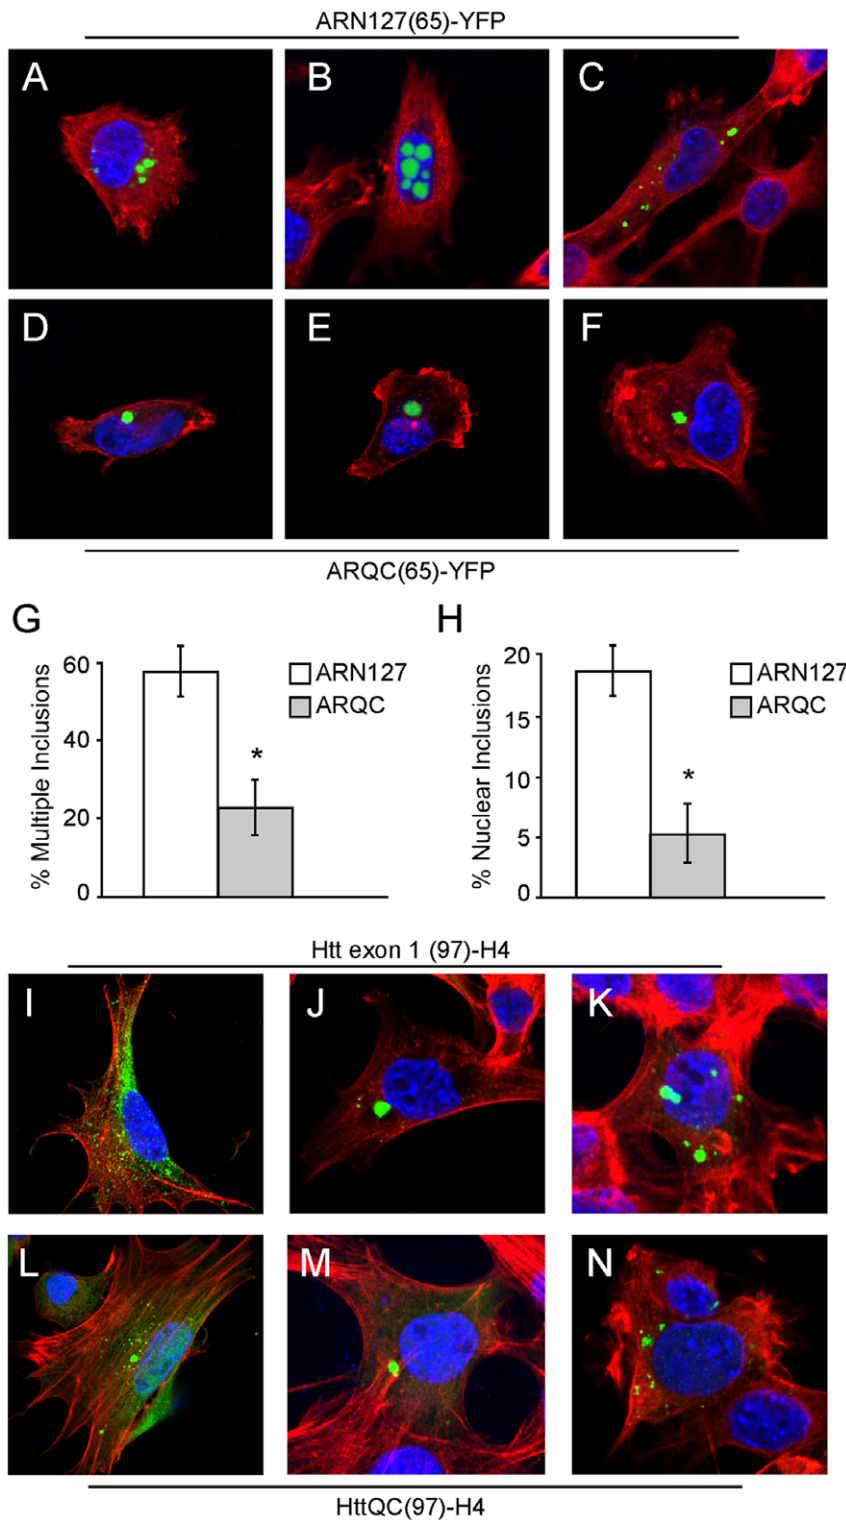 ARN127(65)-YFP
A B C
D E F
ARQC(65)-YFP
G H
% Multiple Inclusions
60
40
20
0
*
ARN127
ARQC
% Nuclear Inclusions
20
15
10
5
0
*
ARN127
ARQC
Htt exon 1 (97)-H4
I J K
L M N
HttQC(97)-H4